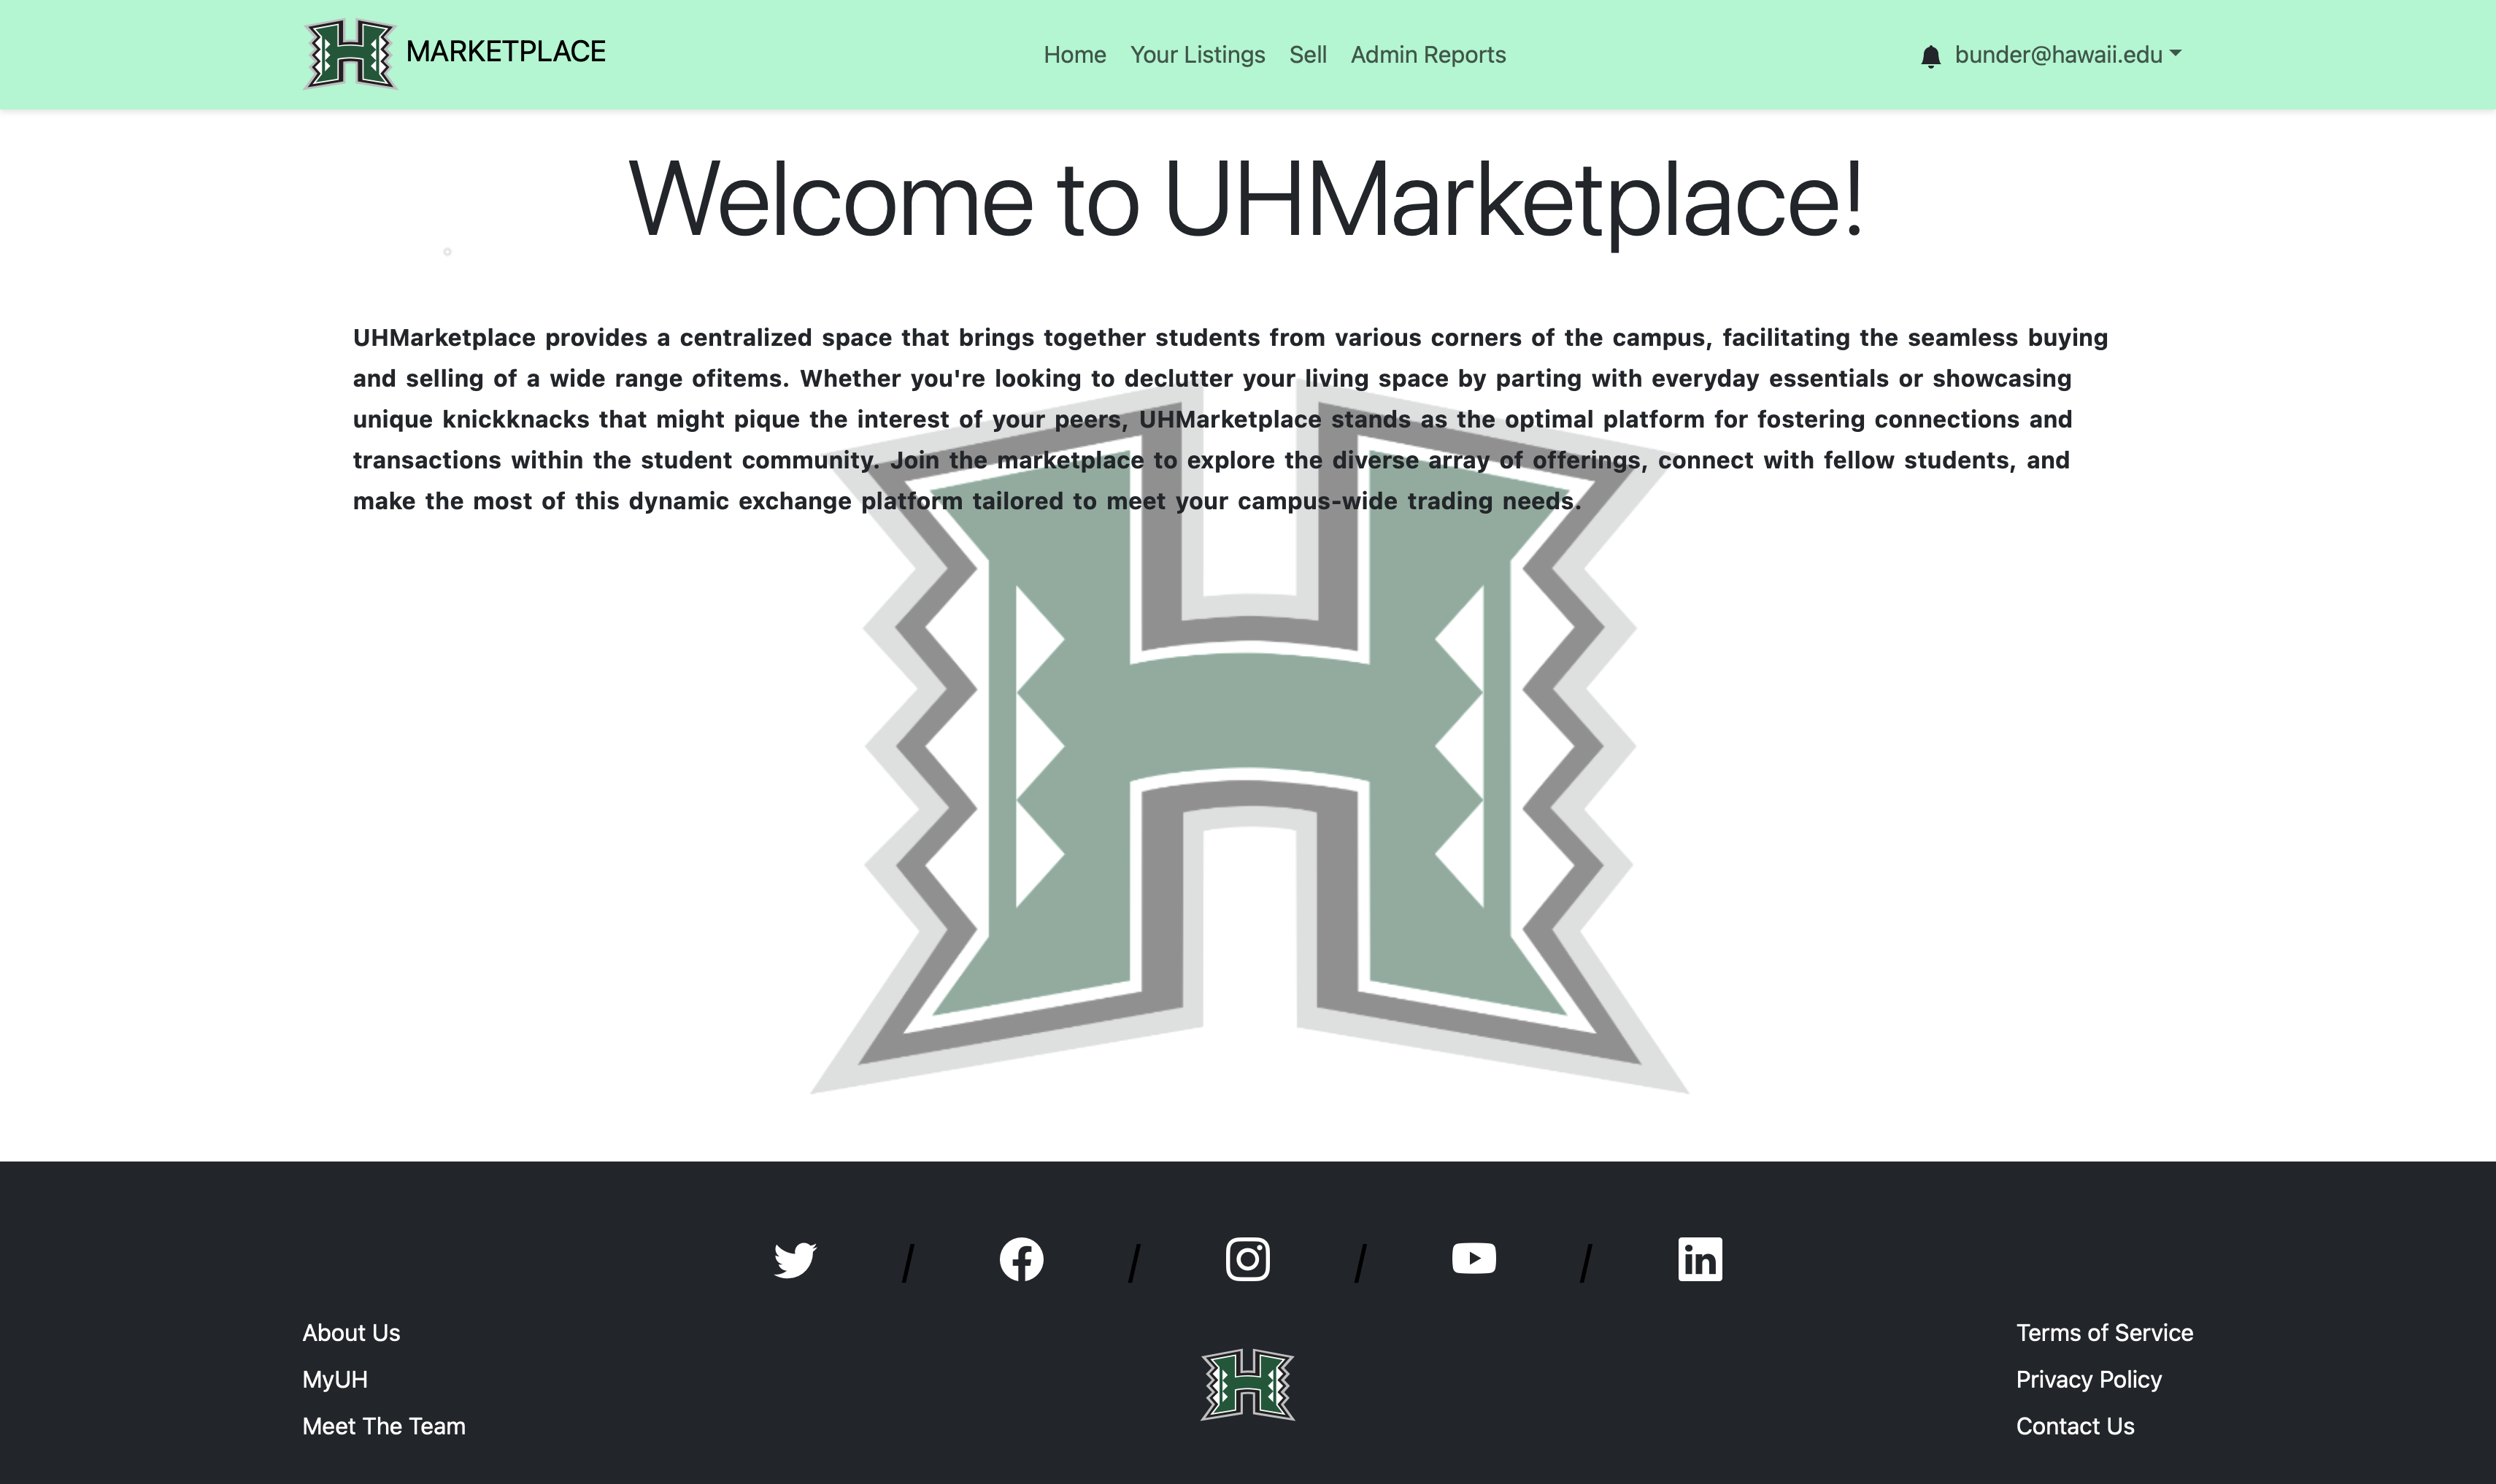 MARKETPLACE
Home Your Listings Sell Admin Reports
bunder@hawaii.edu
Welcome to UHMarketplace!
UHMarketplace provides a centralized space that brings together students from various corners of the campus, facilitating the seamless buying
and selling of a wide range ofitems. Whether you're looking to declutter your living space by parting with everyday essentials or showcasing
unique knickknacks that might pique the interest of your peers, UHMarketplace stands as the optimal platform for fostering connections and
transactions within the student community. Join the marketplace to explore the diverse array of offerings, connect with fellow students, and
make the most of this dynamic exchange platform tailored to meet your campus-wide trading needs.
/ / / /
About Us
MyUH
Meet The Team
Terms of Service
Privacy Policy
Contact Us